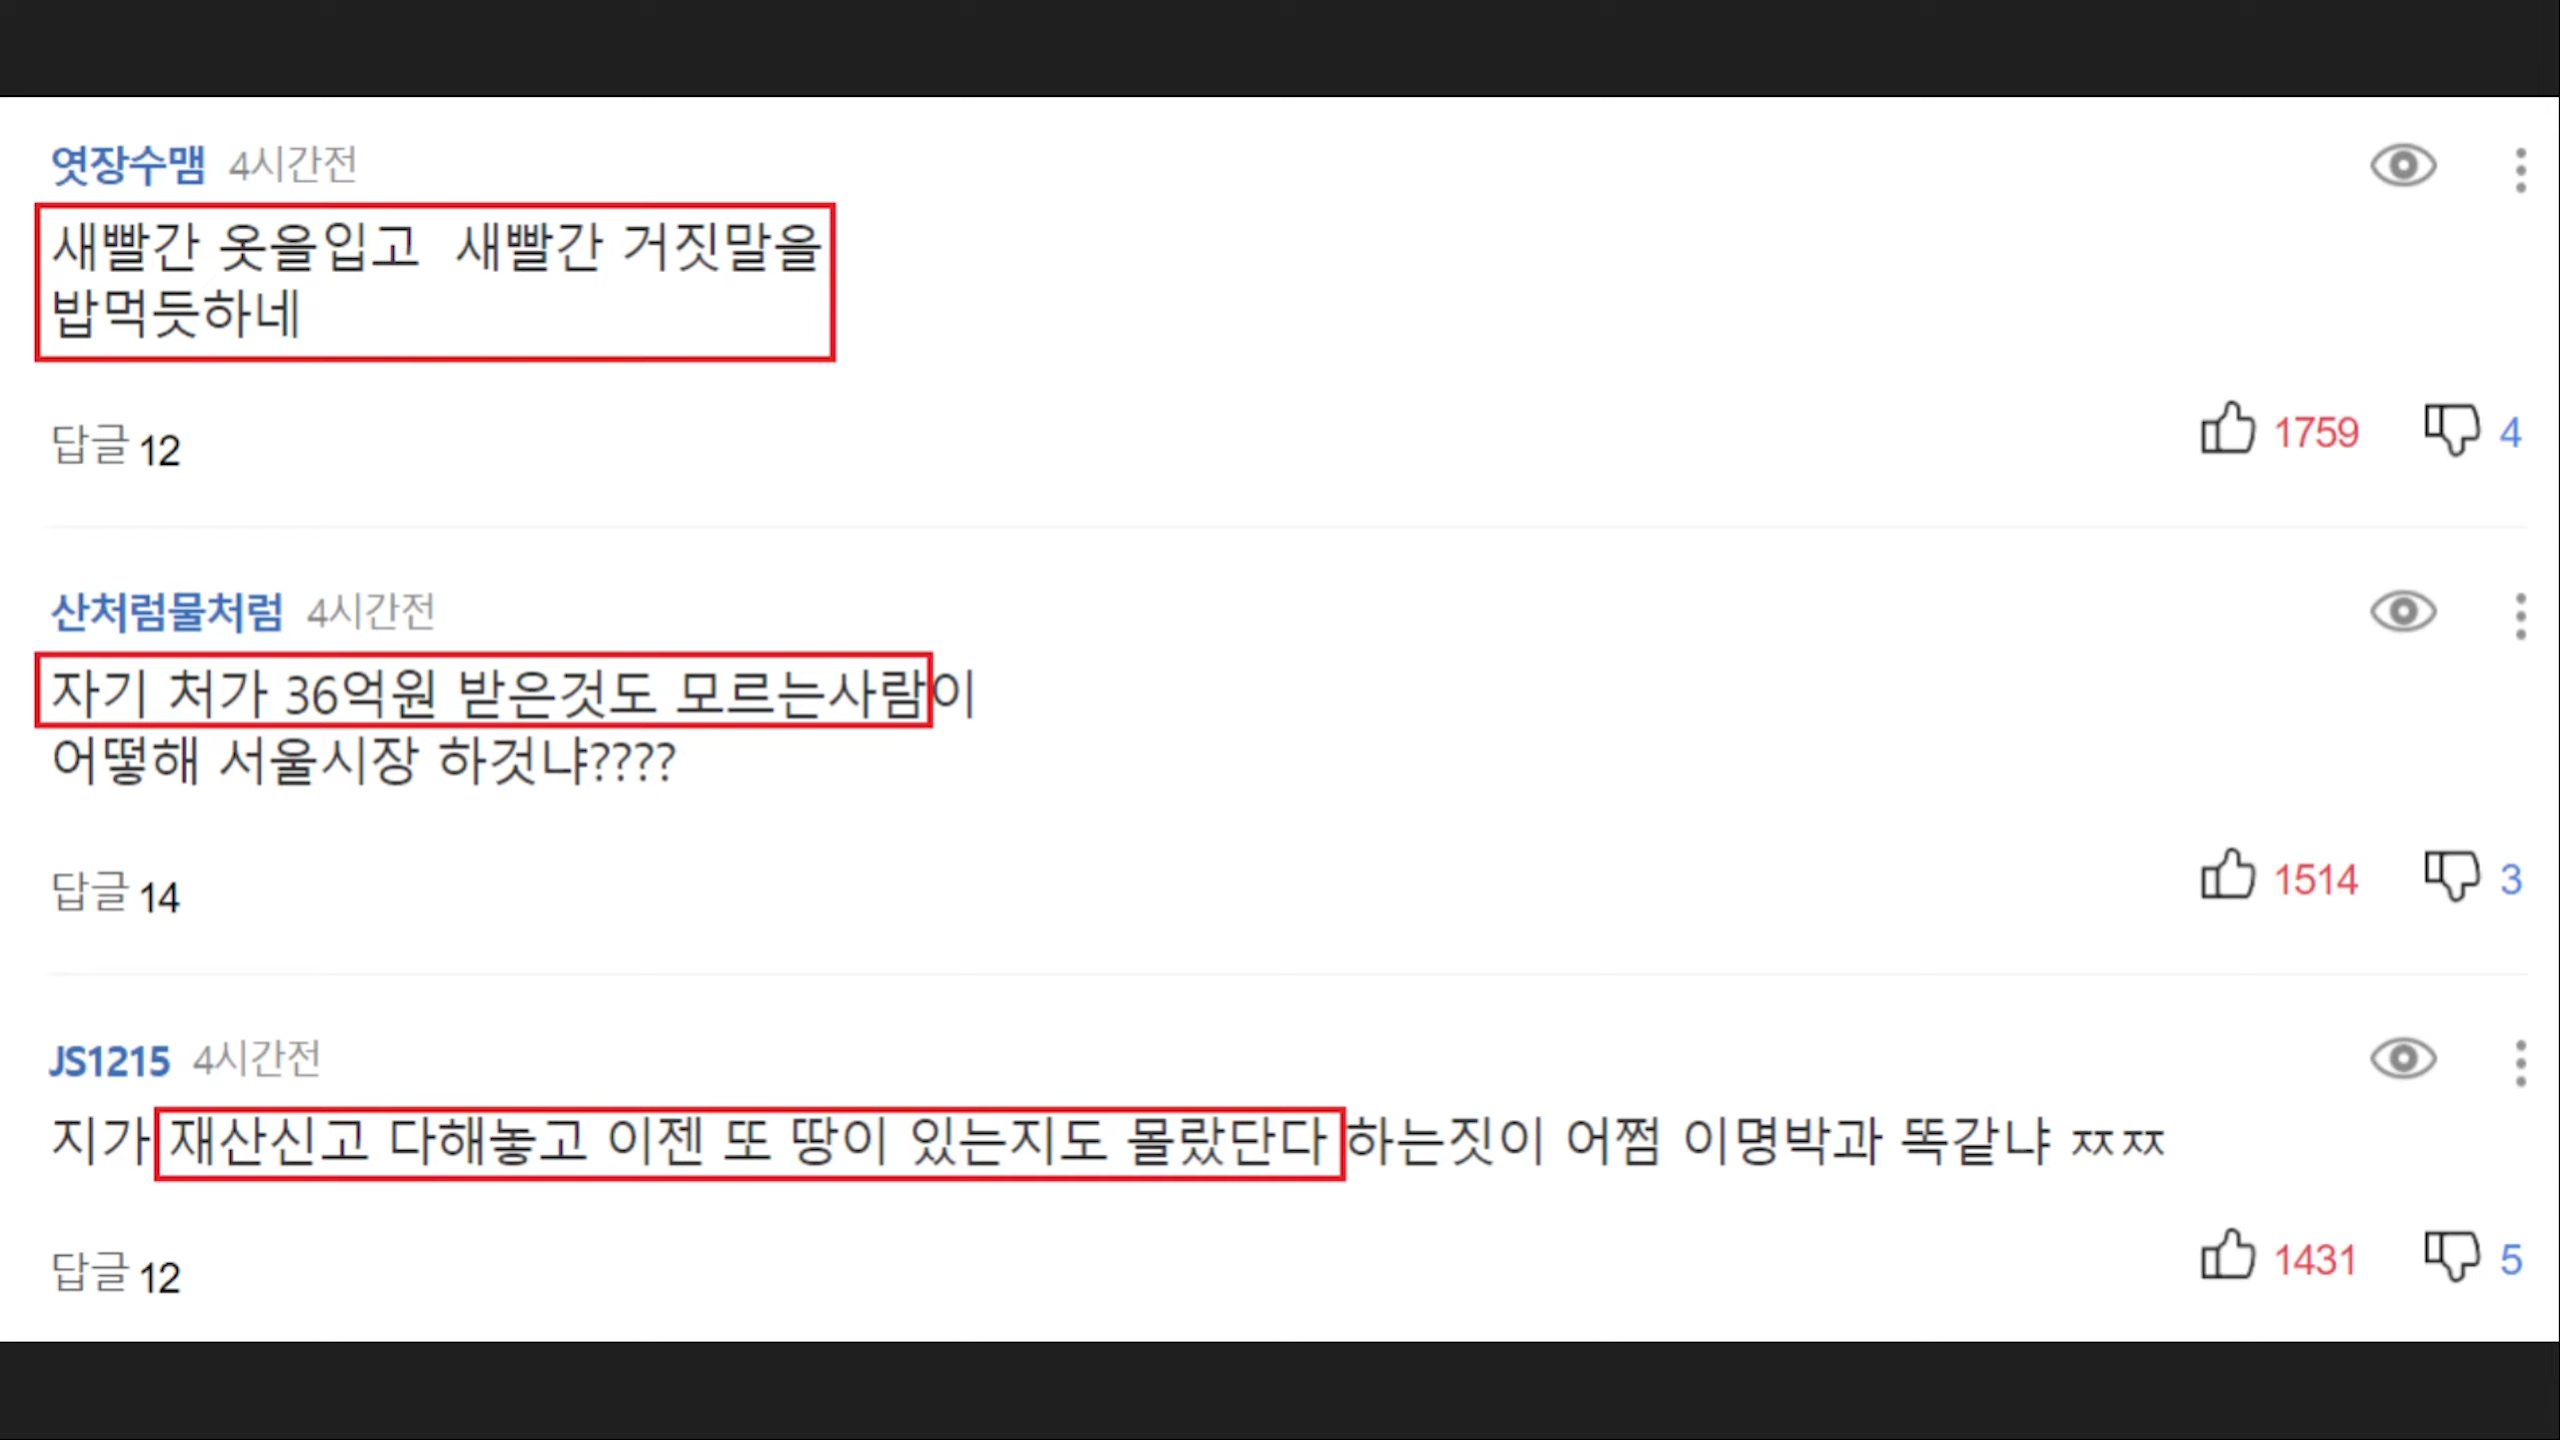 엿장수맴 4시간전
새빨간 옷을입고 새빨간 거짓말을
밥먹듯하네
답글 12
1759 4
산처럼물처럼 4시간전
자기 처가 36억원 받은것도 모르는사람이
어떻해 서울시장 하것냐????
답글 14
1514 3
JS1215 4시간전
지가 재산신고 다해놓고 이젠 또 땅이 있는지도 몰랐단다 하는짓이 어쩜 이명박과 똑같냐 ㅉㅉ
답글 12
1431 5